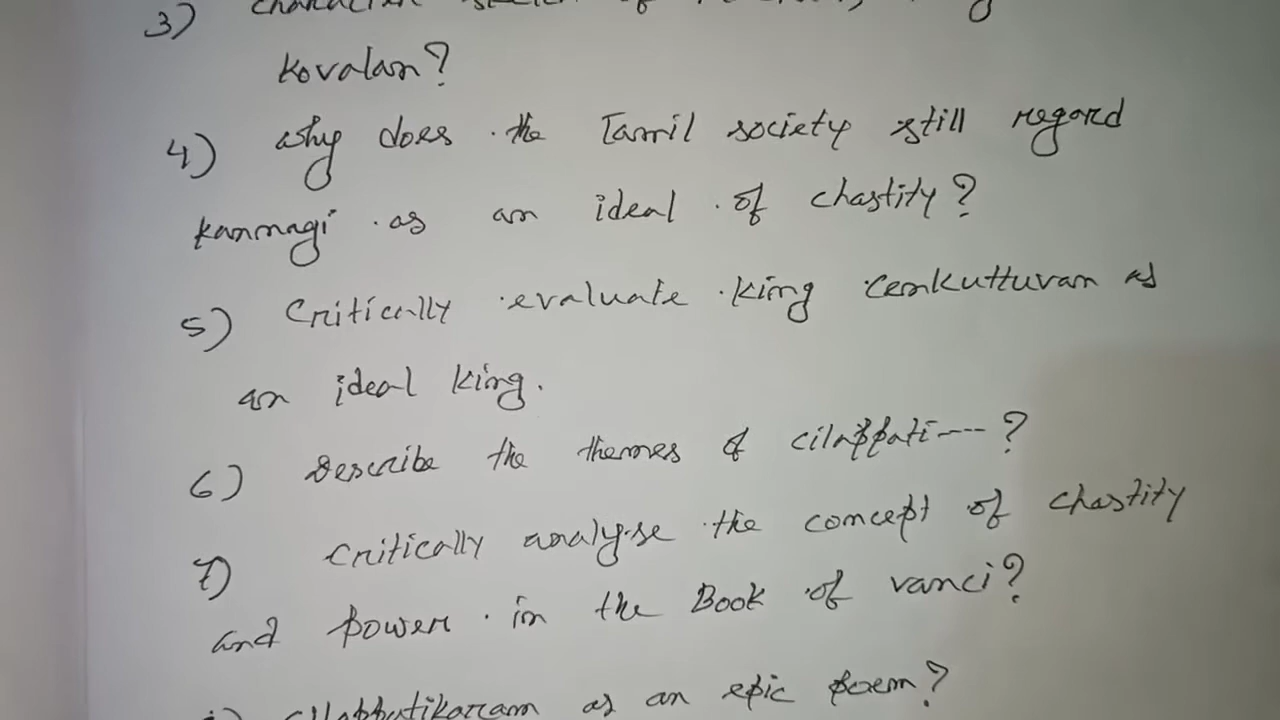 3)
Kovalan?
4) Why does the Tamil society still regard
Kannagi as an ideal of chastity?
5) Critically evaluate King Cenkuttuvan as
an ideal king.
6) Describe the themes of cilappati----?
7) Critically analyse the concept of chastity
and power in the Book of vanci?
as an epic poem?